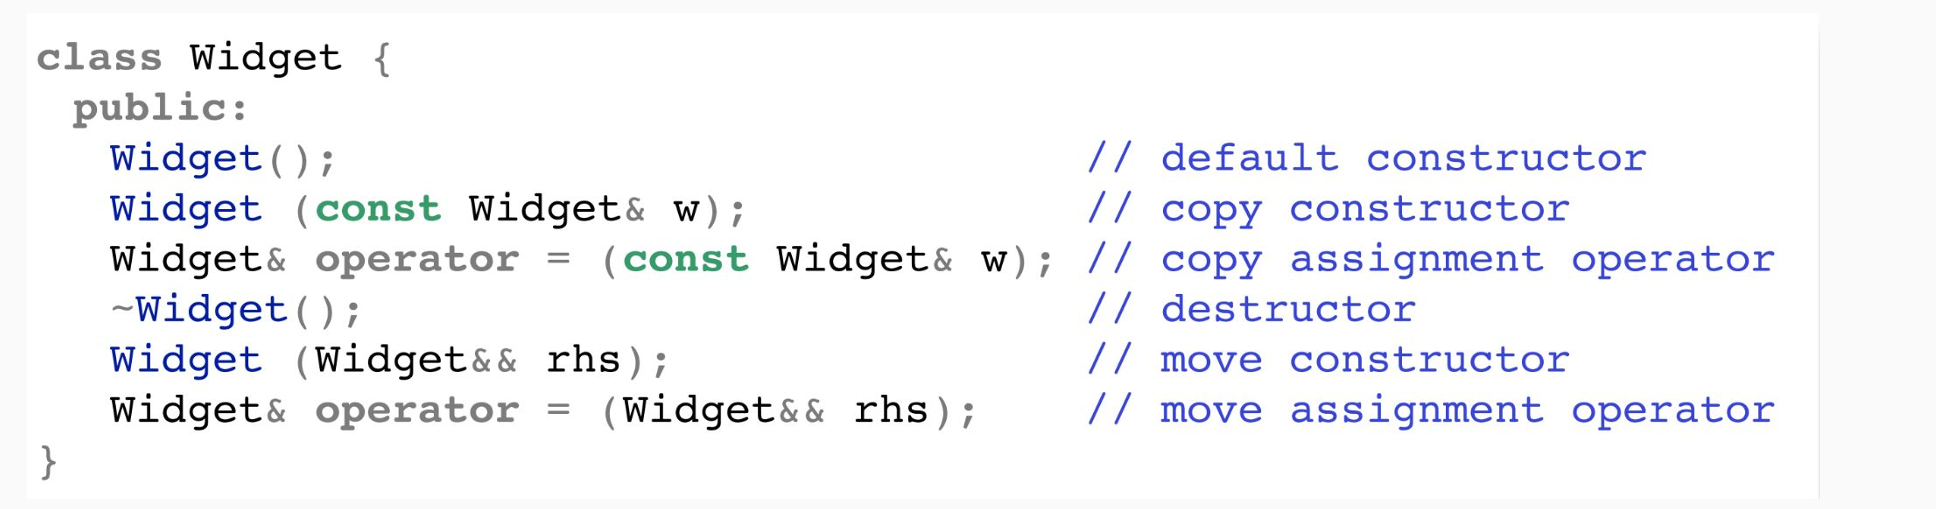 class Widget {
 public:
  Widget();                            // default constructor
  Widget (const Widget& w);            // copy constructor
  Widget& operator = (const Widget& w); // copy assignment operator
  ~Widget();                           // destructor
  Widget (Widget&& rhs);               // move constructor
  Widget& operator = (Widget&& rhs);   // move assignment operator
}